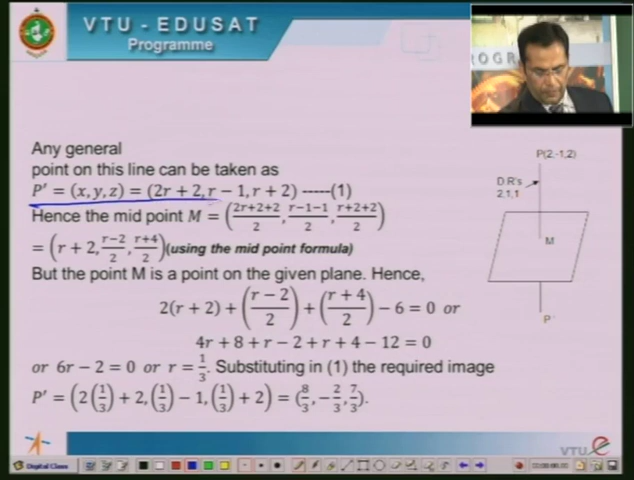 VTU - EDUSAT
Programme
PROGR
Any general
point on this line can be taken as
P' = (x, y, z) = (2r + 2, r − 1, r + 2) -----(1)
Hence the mid point M = ((2r+2+2)/2, (r−1−1)/2, (r+2+2)/2)
= (r + 2, (r−2)/2, (r+4)/2)(using the mid point formula)
But the point M is a point on the given plane. Hence,
2(r + 2) + ((r − 2)/2) + ((r + 4)/2) − 6 = 0 or
4r + 8 + r − 2 + r + 4 − 12 = 0
or 6r − 2 = 0 or r = 1/3. Substituting in (1) the required image
P' = (2(1/3) + 2, (1/3) − 1, (1/3) + 2) = (8/3, −2/3, 7/3).
P(2,-1,2)
D.R's
2,1,1
M
P'
VTU e
Digital Class